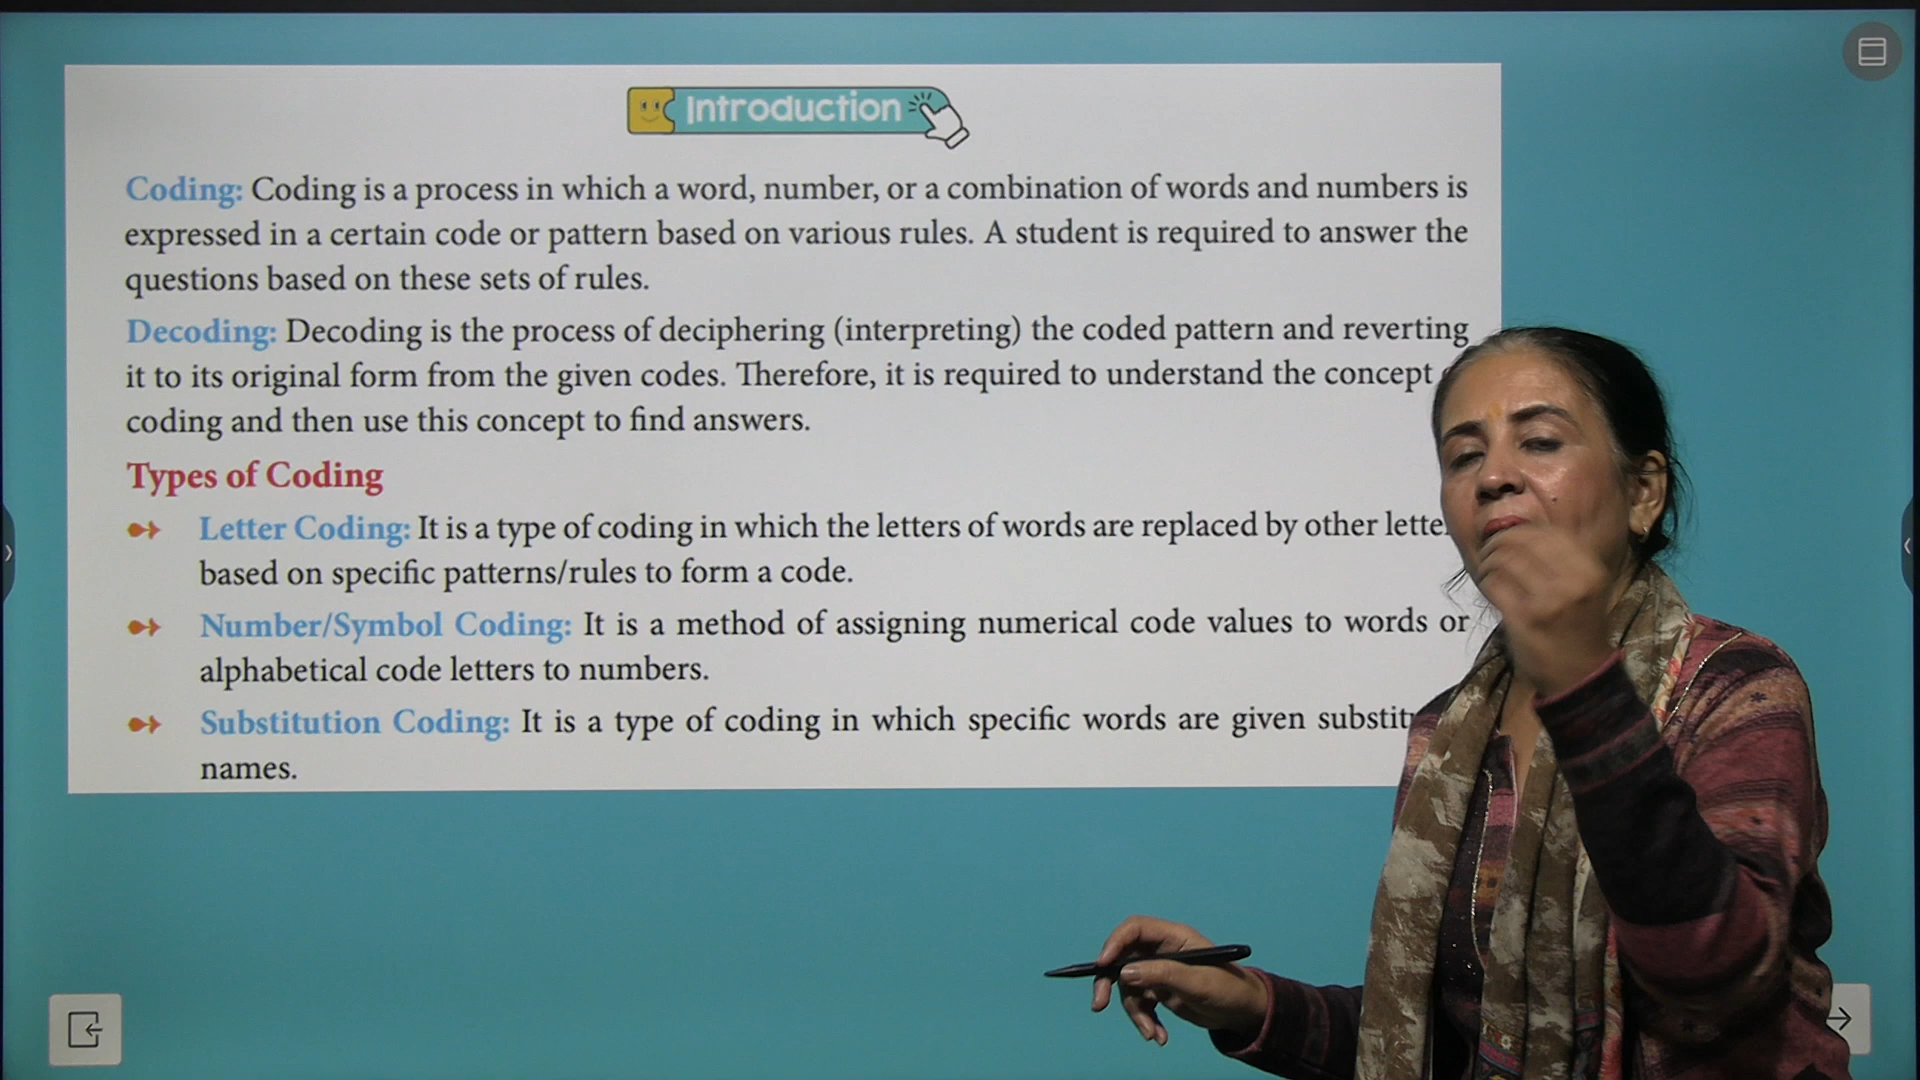 Introduction
Coding: Coding is a process in which a word, number, or a combination of words and numbers is
expressed in a certain code or pattern based on various rules. A student is required to answer the
questions based on these sets of rules.
Decoding: Decoding is the process of deciphering (interpreting) the coded pattern and reverting
it to its original form from the given codes. Therefore, it is required to understand the concept
coding and then use this concept to find answers.
Types of Coding
Letter Coding: It is a type of coding in which the letters of words are replaced by other
based on specific patterns/rules to form a code.
Number/Symbol Coding: It is a method of assigning numerical code values to words or
alphabetical code letters to numbers.
Substitution Coding: It is a type of coding in which specific words are given
names.